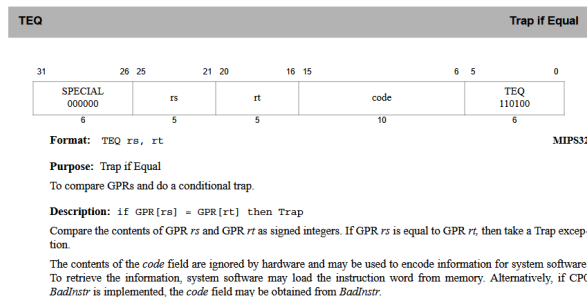 TEQ Trap if Equal
31 26 25 21 20 16 15 6 5 0
SPECIAL rs rt code TEQ
000000 110100
6 5 5 10 6
Format: TEQ rs, rt MIPS32
Purpose: Trap if Equal
To compare GPRs and do a conditional trap.
Description: if GPR[rs] = GPR[rt] then Trap
Compare the contents of GPR rs and GPR rt as signed integers. If GPR rs is equal to GPR rt, then take a Trap excep-
tion.
The contents of the code field are ignored by hardware and may be used to encode information for system software
To retrieve the information, system software may load the instruction word from memory. Alternatively, if CP0
BadInstr is implemented, the code field may be obtained from BadInstr.